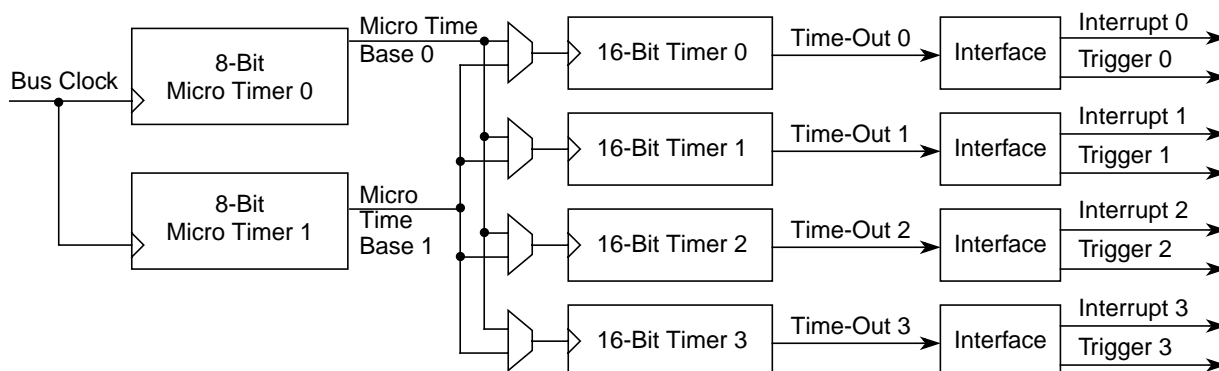 Bus Clock
8-Bit
Micro Timer 0
Micro Time
Base 0
16-Bit Timer 0
Time-Out 0
Interface
Interrupt 0
Trigger 0
16-Bit Timer 1
Time-Out 1
Interface
Interrupt 1
Trigger 1
8-Bit
Micro Timer 1
Micro
Time
Base 1
16-Bit Timer 2
Time-Out 2
Interface
Interrupt 2
Trigger 2
16-Bit Timer 3
Time-Out 3
Interface
Interrupt 3
Trigger 3